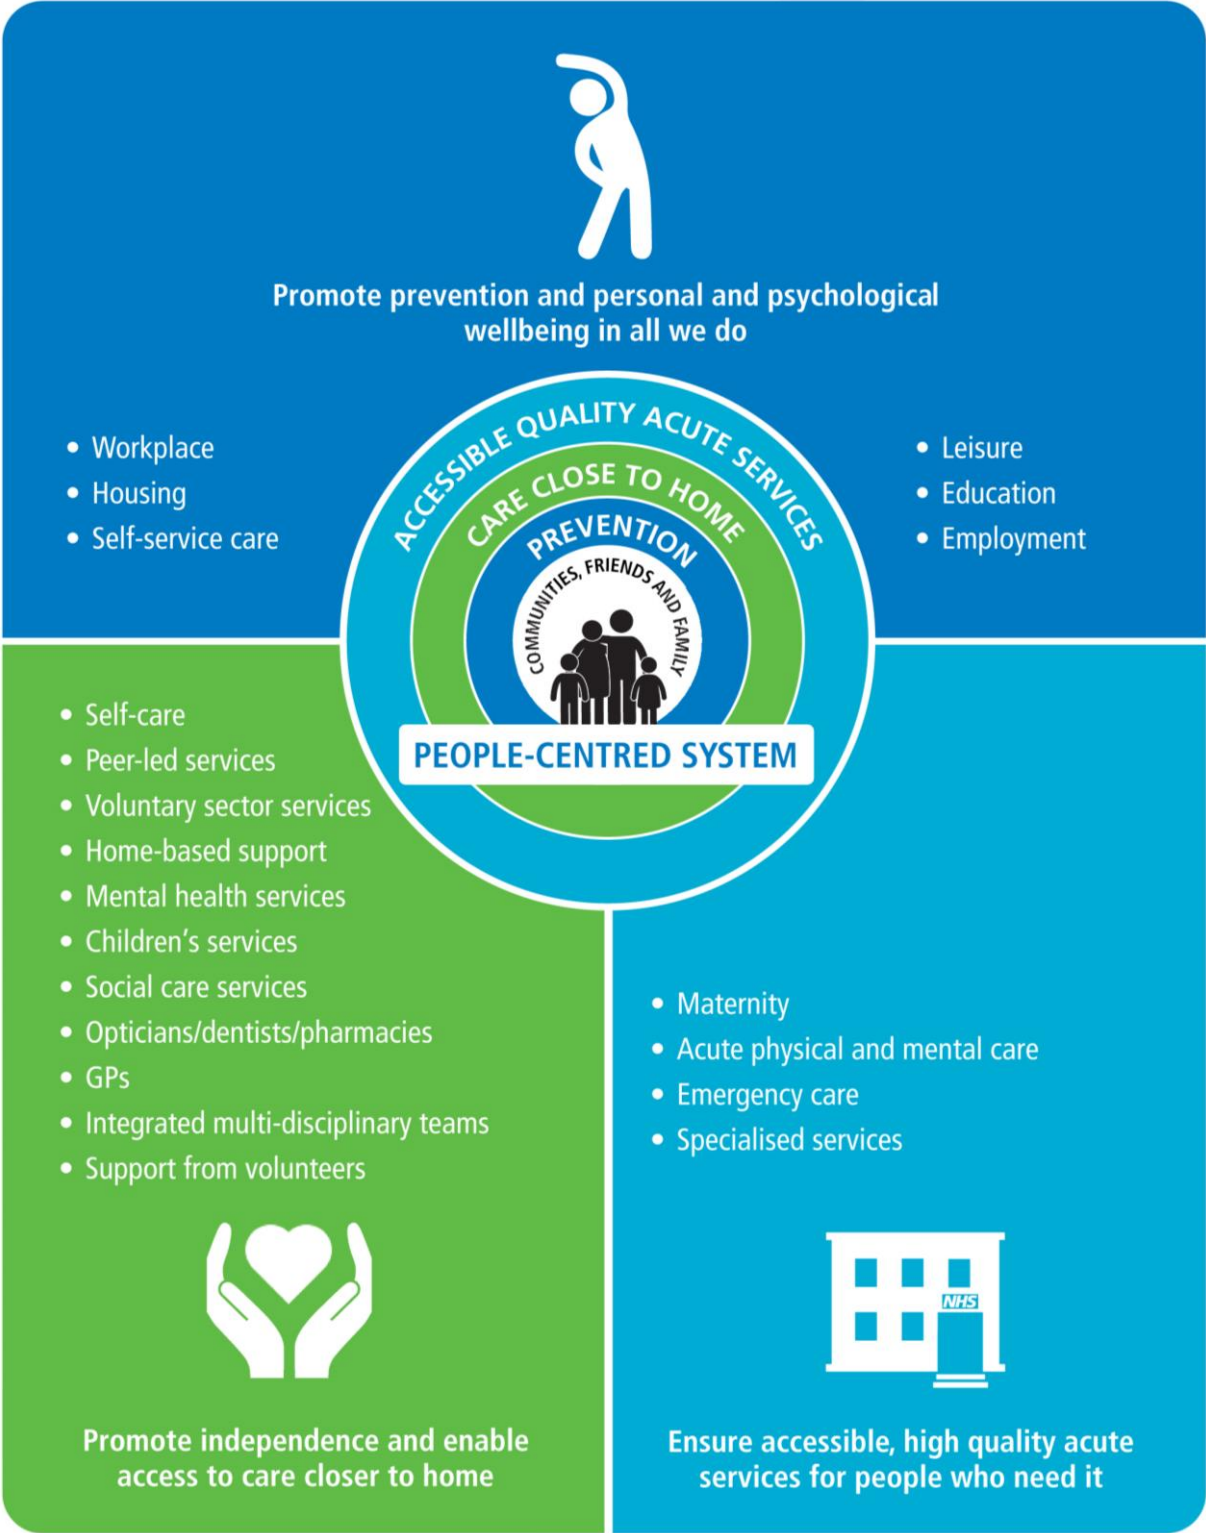 Promote prevention and personal and psychological
wellbeing in all we do
• Workplace
• Housing
• Self-service care
• Leisure
• Education
• Employment
ACCESSIBLE QUALITY ACUTE SERVICES
CARE CLOSE TO HOME
PREVENTION
COMMUNITIES, FRIENDS AND FAMILY
PEOPLE-CENTRED SYSTEM
• Self-care
• Peer-led services
• Voluntary sector services
• Home-based support
• Mental health services
• Children’s services
• Social care services
• Opticians/dentists/pharmacies
• GPs
• Integrated multi-disciplinary teams
• Support from volunteers
Promote independence and enable
access to care closer to home
• Maternity
• Acute physical and mental care
• Emergency care
• Specialised services
NHS
Ensure accessible, high quality acute
services for people who need it